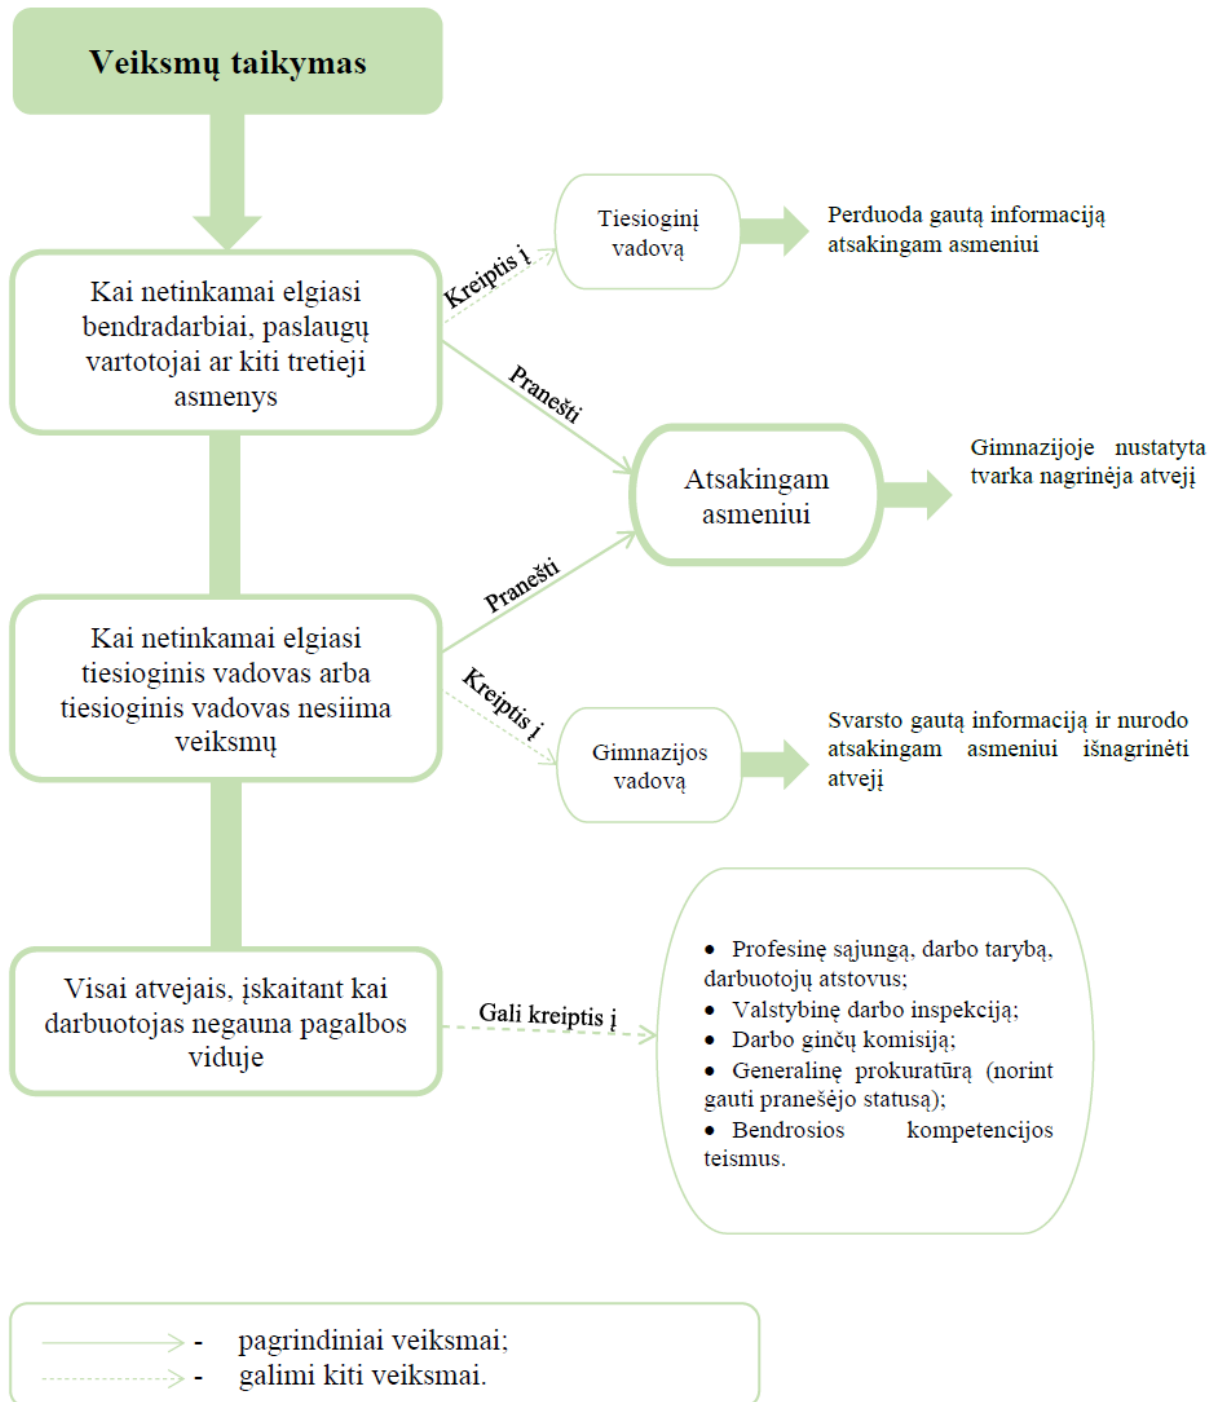 Veiksmų taikymas
Tiesioginį
vadovą
Perduoda gautą informaciją
atsakingam asmeniui
Kreiptis į
Kai netinkamai elgiasi
bendradarbiai, paslaugų
vartotojai ar kiti tretieji
asmenys
Pranešti
Atsakingam
asmeniui
Gimnazijoje nustatyta
tvarka nagrinėja atvejį
Pranešti
Kai netinkamai elgiasi
tiesioginis vadovas arba
tiesioginis vadovas nesiima
veiksmų
Kreiptis į
Gimnazijos
vadovą
Svarsto gautą informaciją ir nurodo
atsakingam asmeniui išnagrinėti
atvejį
Visai atvejais, įskaitant kai
darbuotojas negauna pagalbos
viduje
Gali kreiptis į
• Profesinę sąjungą, darbo tarybą,
darbuotojų atstovus;
• Valstybinę darbo inspekciją;
• Darbo ginčų komisiją;
• Generalinę prokuratūrą (norint
gauti pranešėjo statusą);
• Bendrosios kompetencijos
teismus.
- pagrindiniai veiksmai;
- galimi kiti veiksmai.